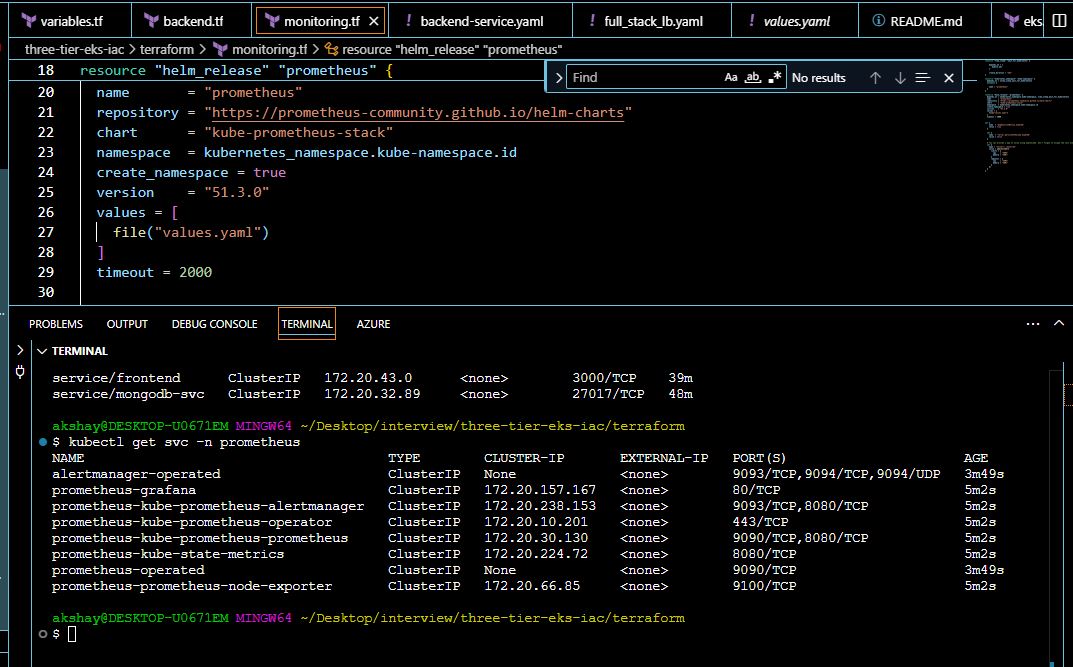 variables.tf backend.tf monitoring.tf backend-service.yaml full_stack_lb.yaml values.yaml README.md eks
three-tier-eks-iac > terraform > monitoring.tf > resource "helm_release" "prometheus"
18 resource "helm_release" "prometheus" {
Find Aa ab .* No results
20 name = "prometheus"
21 repository = "https://prometheus-community.github.io/helm-charts"
22 chart = "kube-prometheus-stack"
23 namespace = kubernetes_namespace.kube-namespace.id
24 create_namespace = true
25 version = "51.3.0"
26 values = [
27 file("values.yaml")
28 ]
29 timeout = 2000
30
PROBLEMS OUTPUT DEBUG CONSOLE TERMINAL AZURE
TERMINAL
service/frontend ClusterIP 172.20.43.0 <none> 3000/TCP 39m
service/mongodb-svc ClusterIP 172.20.32.89 <none> 27017/TCP 48m
akshay@DESKTOP-U0671EM MINGW64 ~/Desktop/interview/three-tier-eks-iac/terraform
$ kubectl get svc -n prometheus
NAME TYPE CLUSTER-IP EXTERNAL-IP PORT(S) AGE
alertmanager-operated ClusterIP None <none> 9093/TCP,9094/TCP,9094/UDP 3m49s
prometheus-grafana ClusterIP 172.20.157.167 <none> 80/TCP 5m2s
prometheus-kube-prometheus-alertmanager ClusterIP 172.20.238.153 <none> 9093/TCP,8080/TCP 5m2s
prometheus-kube-prometheus-operator ClusterIP 172.20.10.201 <none> 443/TCP 5m2s
prometheus-kube-prometheus-prometheus ClusterIP 172.20.30.130 <none> 9090/TCP,8080/TCP 5m2s
prometheus-kube-state-metrics ClusterIP 172.20.224.72 <none> 8080/TCP 5m2s
prometheus-operated ClusterIP None <none> 9090/TCP 3m49s
prometheus-prometheus-node-exporter ClusterIP 172.20.66.85 <none> 9100/TCP 5m2s
akshay@DESKTOP-U0671EM MINGW64 ~/Desktop/interview/three-tier-eks-iac/terraform
$